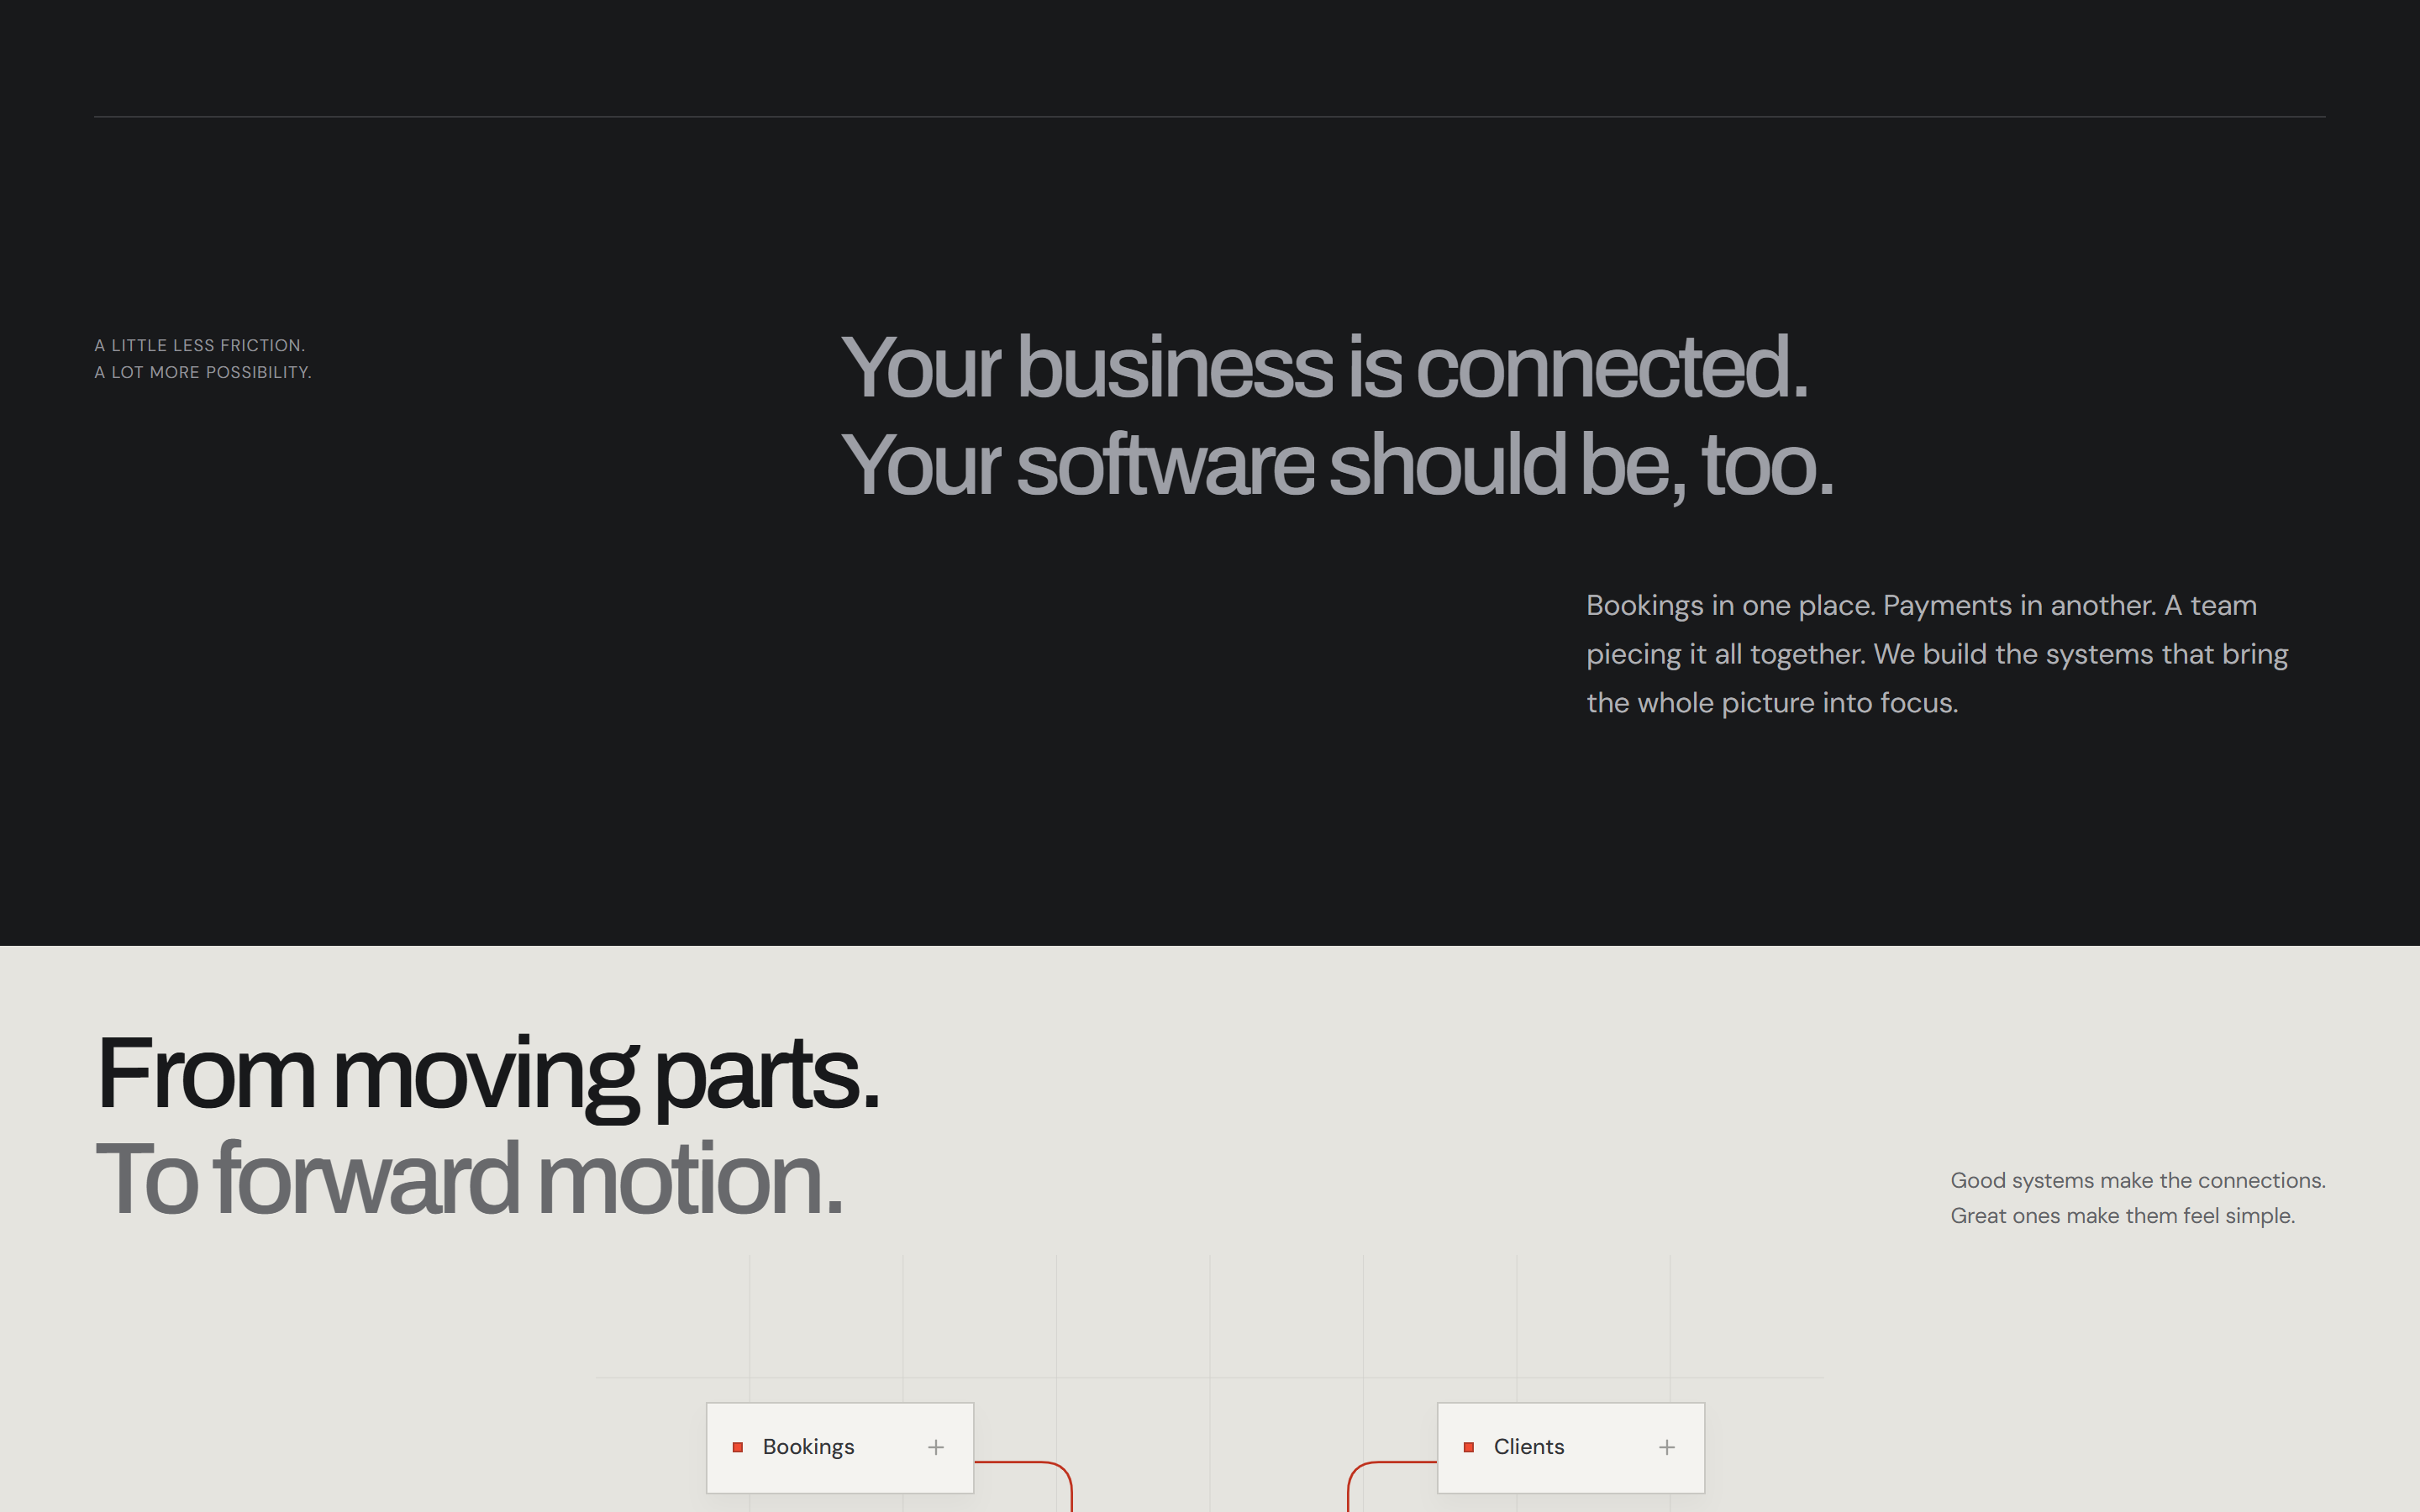 A LITTLE LESS FRICTION.
A LOT MORE POSSIBILITY.
Your business is connected.
Your software should be, too.
Bookings in one place. Payments in another. A team
piecing it all together. We build the systems that bring
the whole picture into focus.
From moving parts.
To forward motion.
Good systems make the connections.
Great ones make them feel simple.
Bookings +
Clients +